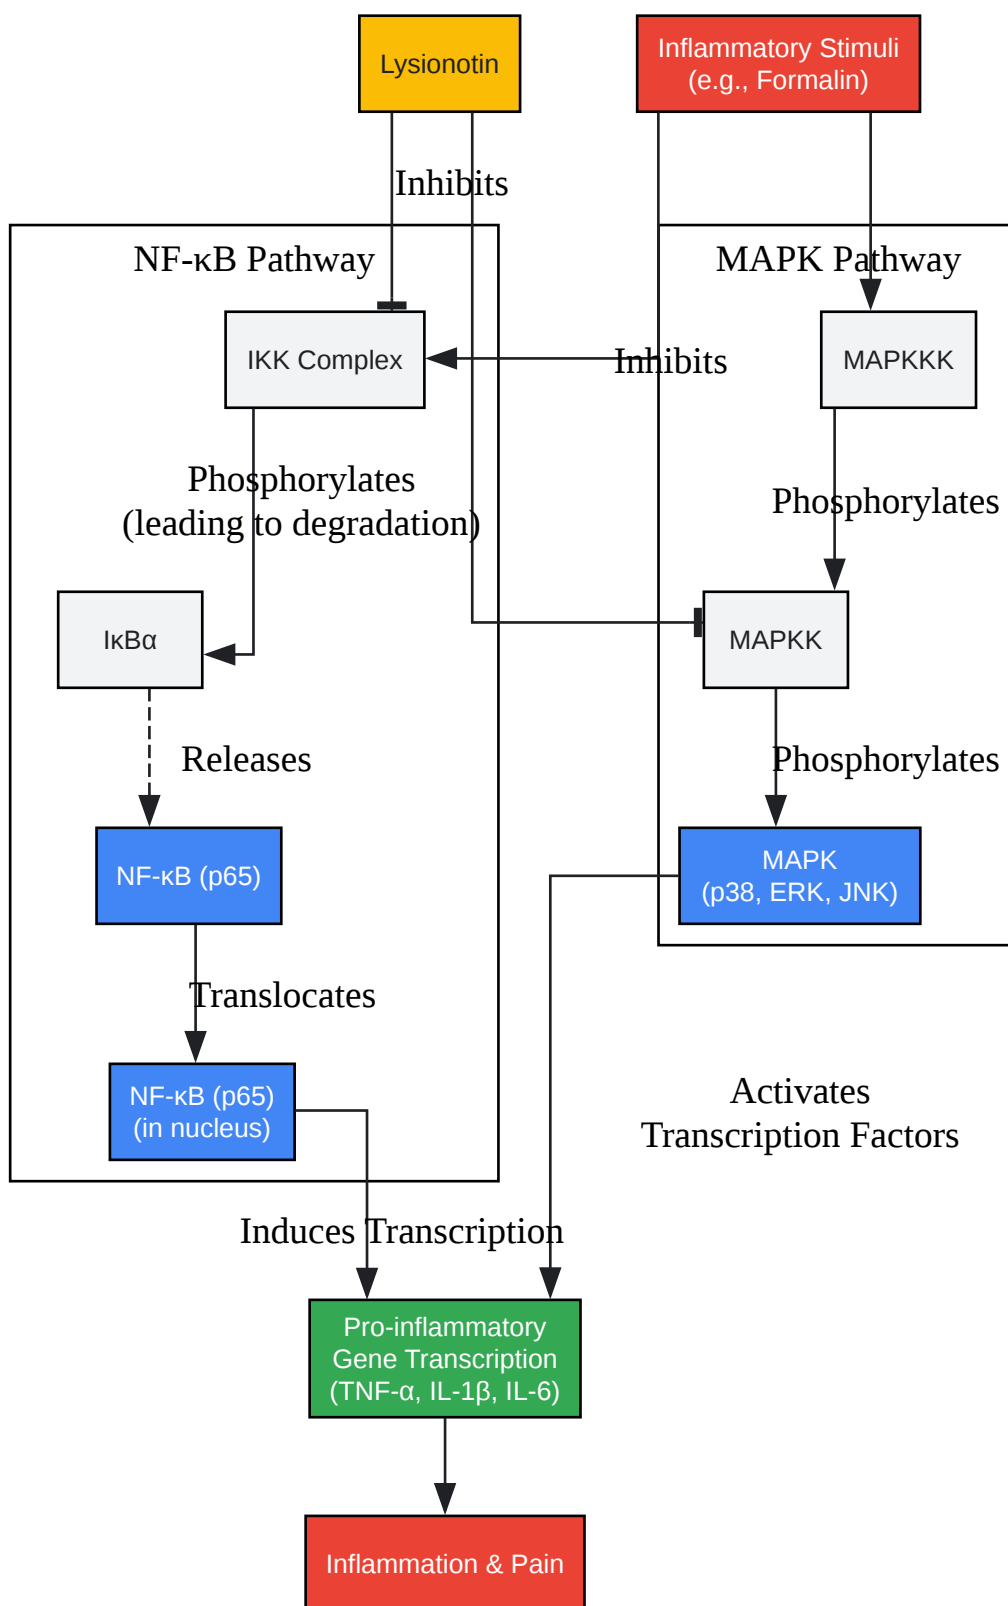 Lysionotin
Inflammatory Stimuli
(e.g., Formalin)
Inhibits
NF-κB Pathway
MAPK Pathway
IKK Complex
Inhibits
MAPKKK
Phosphorylates
(leading to degradation)
Phosphorylates
IκBα
MAPKK
Releases
Phosphorylates
NF-κB (p65)
MAPK
(p38, ERK, JNK)
Translocates
NF-κB (p65)
(in nucleus)
Activates
Transcription Factors
Induces Transcription
Pro-inflammatory
Gene Transcription
(TNF-α, IL-1β, IL-6)
Inflammation & Pain